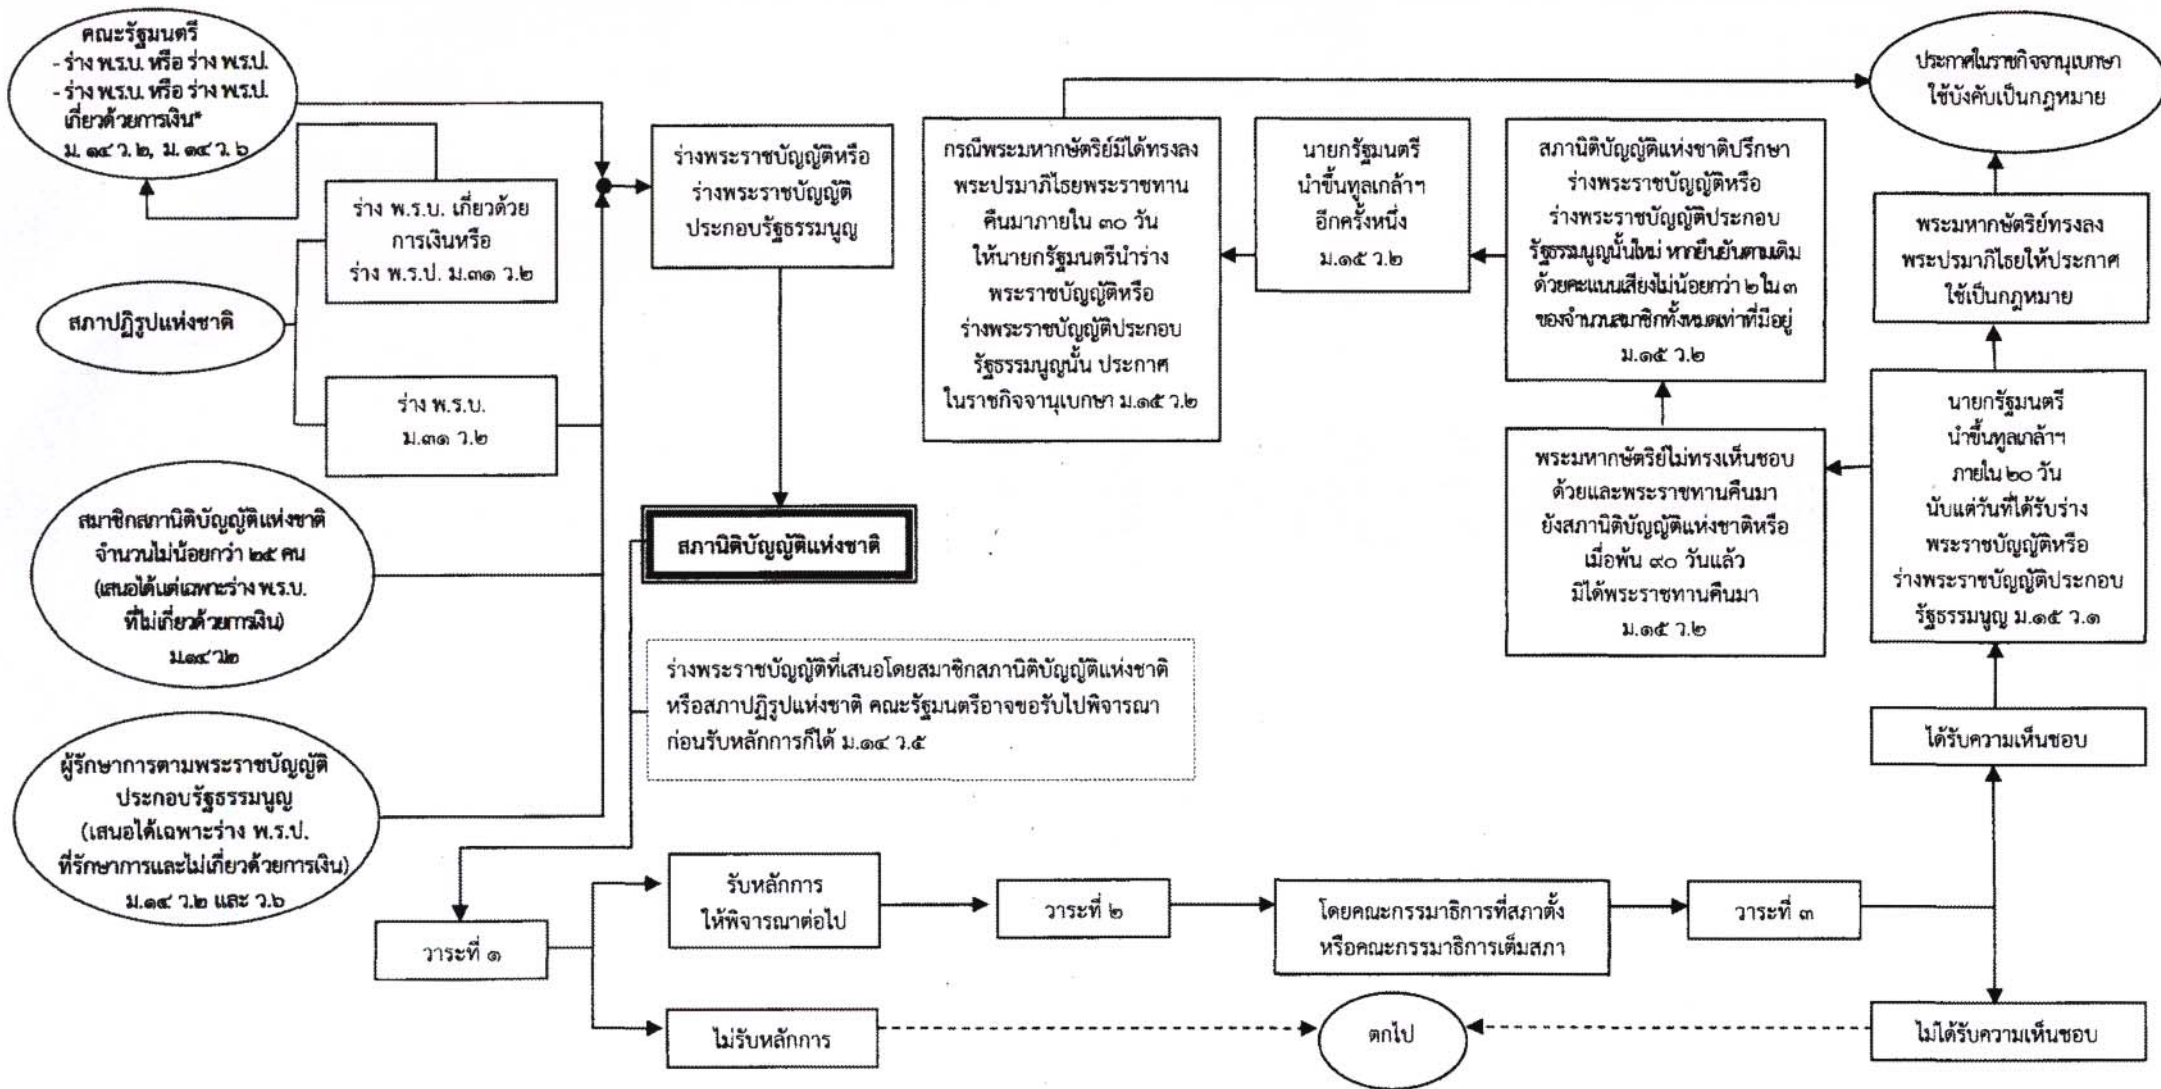 คณะรัฐมนตรี
- ร่าง พ.ร.บ. หรือ ร่าง พ.ร.ป.
- ร่าง พ.ร.บ. หรือ ร่าง พ.ร.ป.
เกี่ยวด้วยการเงิน*
ม. ๑๔ ว. ๒, ม. ๑๔ ว. ๖
ร่าง พ.ร.บ. เกี่ยวด้วย
การเงินหรือ
ร่าง พ.ร.ป. ม.๓๑ ว.๒
สภาปฏิรูปแห่งชาติ
ร่าง พ.ร.บ.
ม.๓๑ ว.๒
สมาชิกสภานิติบัญญัติแห่งชาติ
จำนวนไม่น้อยกว่า ๒๕ คน
(เสนอได้แต่เฉพาะร่าง พ.ร.บ.
ที่ไม่เกี่ยวด้วยการเงิน)
ม.๑๔ ว.๒
ผู้รักษาการตามพระราชบัญญัติ
ประกอบรัฐธรรมนูญ
(เสนอได้เฉพาะร่าง พ.ร.ป.
ที่รักษาการและไม่เกี่ยวด้วยการเงิน)
ม.๑๔ ว.๒ และ ว.๖
ร่างพระราชบัญญัติหรือ
ร่างพระราชบัญญัติ
ประกอบรัฐธรรมนูญ
สภานิติบัญญัติแห่งชาติ
ร่างพระราชบัญญัติที่เสนอโดยสมาชิกสภานิติบัญญัติแห่งชาติ
หรือสภาปฏิรูปแห่งชาติ คณะรัฐมนตรีอาจขอรับไปพิจารณา
ก่อนรับหลักการก็ได้ ม.๑๔ ว.๕
วาระที่ ๑
รับหลักการ
ให้พิจารณาต่อไป
ไม่รับหลักการ
วาระที่ ๒
โดยคณะกรรมาธิการที่สภาตั้ง
หรือคณะกรรมาธิการเต็มสภา
วาระที่ ๓
ตกไป
ไม่ได้รับความเห็นชอบ
ได้รับความเห็นชอบ
นายกรัฐมนตรี
นำขึ้นทูลเกล้าฯ
ภายใน ๒๐ วัน
นับแต่วันที่ได้รับร่าง
พระราชบัญญัติหรือ
ร่างพระราชบัญญัติประกอบ
รัฐธรรมนูญ ม.๑๕ ว.๑
พระมหากษัตริย์ทรงลง
พระปรมาภิไธยให้ประกาศ
ใช้เป็นกฎหมาย
ประกาศในราชกิจจานุเบกษา
ใช้บังคับเป็นกฎหมาย
พระมหากษัตริย์ไม่ทรงเห็นชอบ
ด้วยและพระราชทานคืนมา
ยังสภานิติบัญญัติแห่งชาติหรือ
เมื่อพ้น ๙๐ วันแล้ว
มิได้พระราชทานคืนมา
ม.๑๕ ว.๒
สภานิติบัญญัติแห่งชาติปรึกษา
ร่างพระราชบัญญัติหรือ
ร่างพระราชบัญญัติประกอบ
รัฐธรรมนูญนั้นใหม่ หากยืนยันตามเดิม
ด้วยคะแนนเสียงไม่น้อยกว่า ๒ ใน ๓
ของจำนวนสมาชิกทั้งหมดเท่าที่มีอยู่
ม.๑๕ ว.๒
นายกรัฐมนตรี
นำขึ้นทูลเกล้าฯ
อีกครั้งหนึ่ง
ม.๑๕ ว.๒
กรณีพระมหากษัตริย์มิได้ทรงลง
พระปรมาภิไธยพระราชทาน
คืนมาภายใน ๓๐ วัน
ให้นายกรัฐมนตรีนำร่าง
พระราชบัญญัติหรือ
ร่างพระราชบัญญัติประกอบ
รัฐธรรมนูญนั้น ประกาศ
ในราชกิจจานุเบกษา ม.๑๕ ว.๒